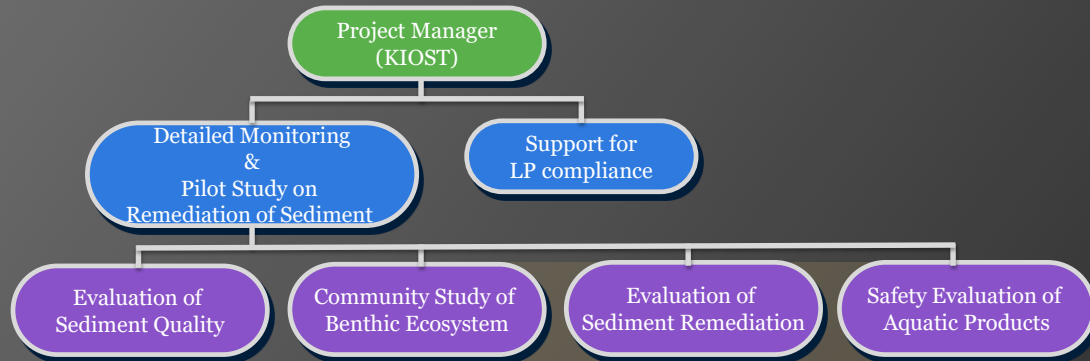 Project Manager
(KIOST)
Detailed Monitoring
&
Pilot Study on
Remediation of Sediment
Support for
LP compliance
Evaluation of
Sediment Quality
Community Study of
Benthic Ecosystem
Evaluation of
Sediment Remediation
Safety Evaluation of
Aquatic Products